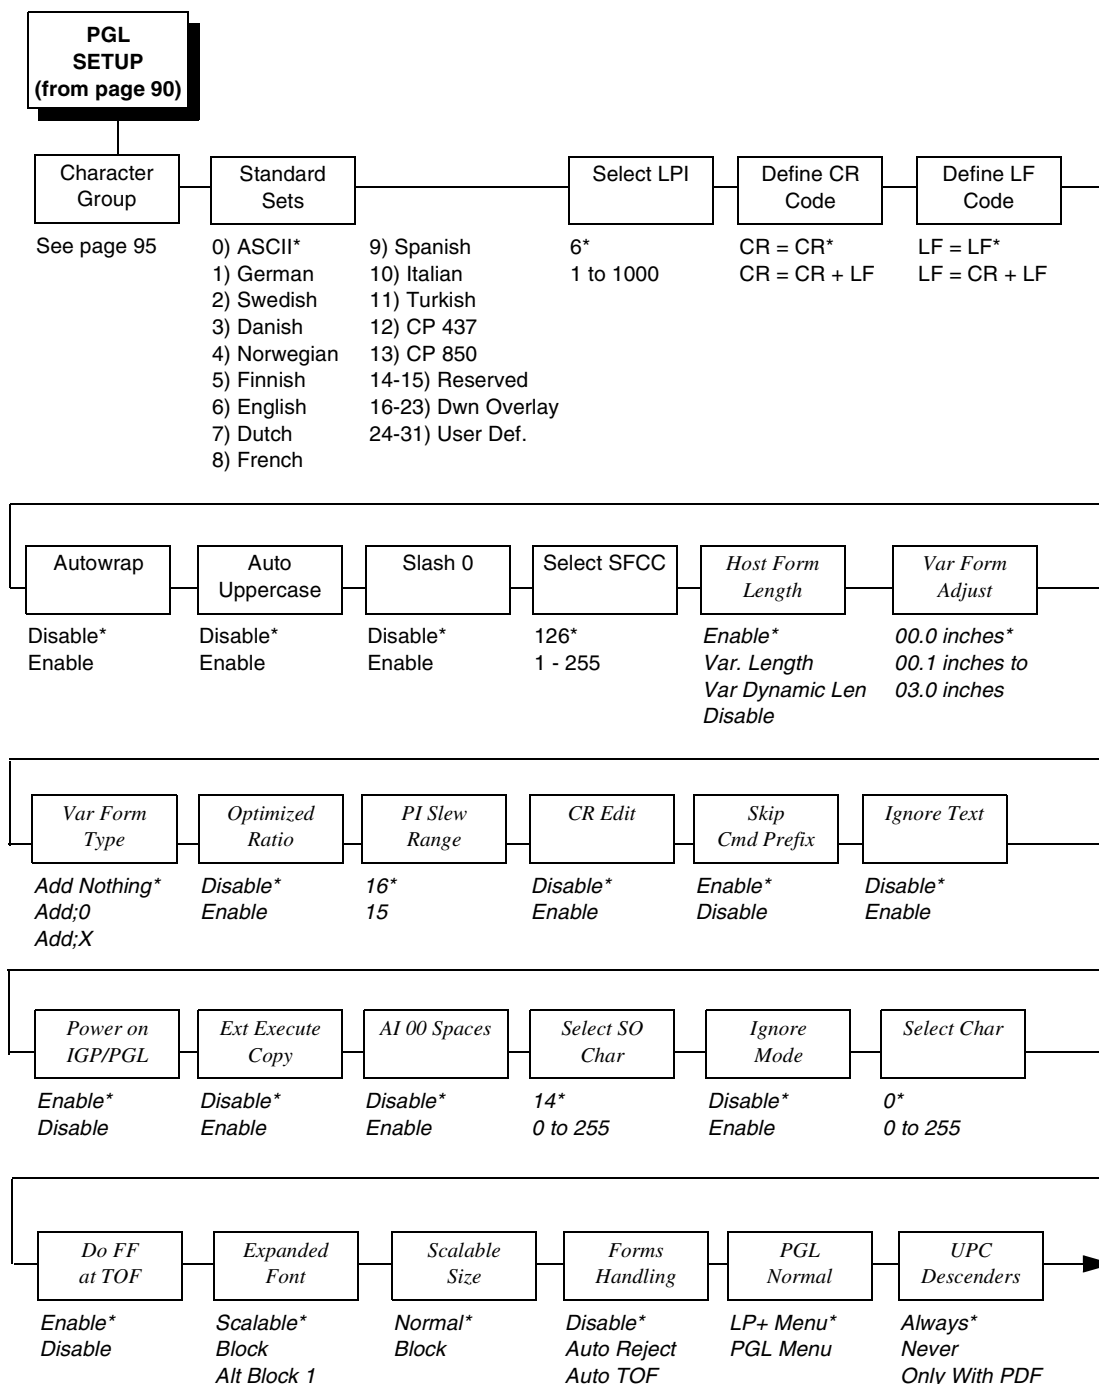 PGL
SETUP
(from page 90)
Character
Group
See page 95
Standard
Sets
0) ASCII*
1) German
2) Swedish
3) Danish
4) Norwegian
5) Finnish
6) English
7) Dutch
8) French
9) Spanish
10) Italian
11) Turkish
12) CP 437
13) CP 850
14-15) Reserved
16-23) Dwn Overlay
24-31) User Def.
Select LPI
6*
1 to 1000
Define CR
Code
CR = CR*
CR = CR + LF
Define LF
Code
LF = LF*
LF = CR + LF
Autowrap
Disable*
Enable
Auto
Uppercase
Disable*
Enable
Slash 0
Disable*
Enable
Select SFCC
126*
1 - 255
Host Form
Length
Enable*
Var. Length
Var Dynamic Len
Disable
Var Form
Adjust
00.0 inches*
00.1 inches to
03.0 inches
Var Form
Type
Add Nothing*
Add;0
Add;X
Optimized
Ratio
Disable*
Enable
PI Slew
Range
16*
15
CR Edit
Disable*
Enable
Skip
Cmd Prefix
Enable*
Disable
Ignore Text
Disable*
Enable
Power on
IGP/PGL
Enable*
Disable
Ext Execute
Copy
Disable*
Enable
AI 00 Spaces
Disable*
Enable
Select SO
Char
14*
0 to 255
Ignore
Mode
Disable*
Enable
Select Char
0*
0 to 255
Do FF
at TOF
Enable*
Disable
Expanded
Font
Scalable*
Block
Alt Block 1
Scalable
Size
Normal*
Block
Forms
Handling
Disable*
Auto Reject
Auto TOF
PGL
Normal
LP+ Menu*
PGL Menu
UPC
Descenders
Always*
Never
Only With PDF